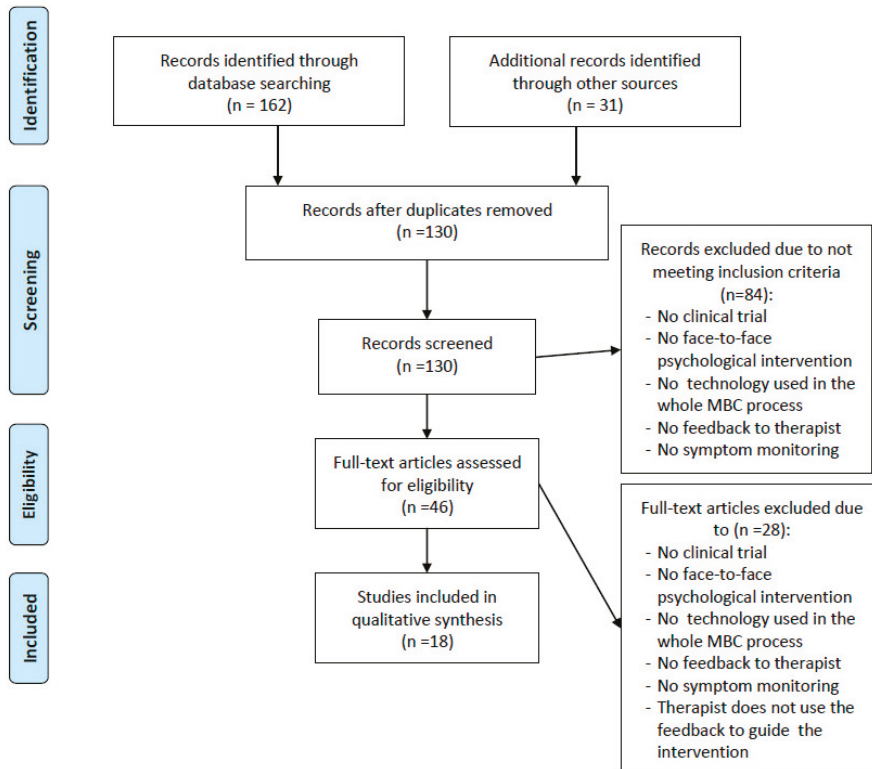 Identification
Records identified through
database searching
(n = 162)
Additional records identified
through other sources
(n = 31)
Screening
Records after duplicates removed
(n =130)
Records screened
(n =130)
Records excluded due to not
meeting inclusion criteria
(n=84):
- No clinical trial
- No face-to-face
psychological intervention
- No technology used in the
whole MBC process
- No feedback to therapist
- No symptom monitoring
Eligibility
Full-text articles assessed
for eligibility
(n =46)
Full-text articles excluded due
to (n =28):
- No clinical trial
- No face-to-face
psychological intervention
- No technology used in the
whole MBC process
- No feedback to therapist
- No symptom monitoring
- Therapist does not use the
feedback to guide the
intervention
Included
Studies included in
qualitative synthesis
(n =18)